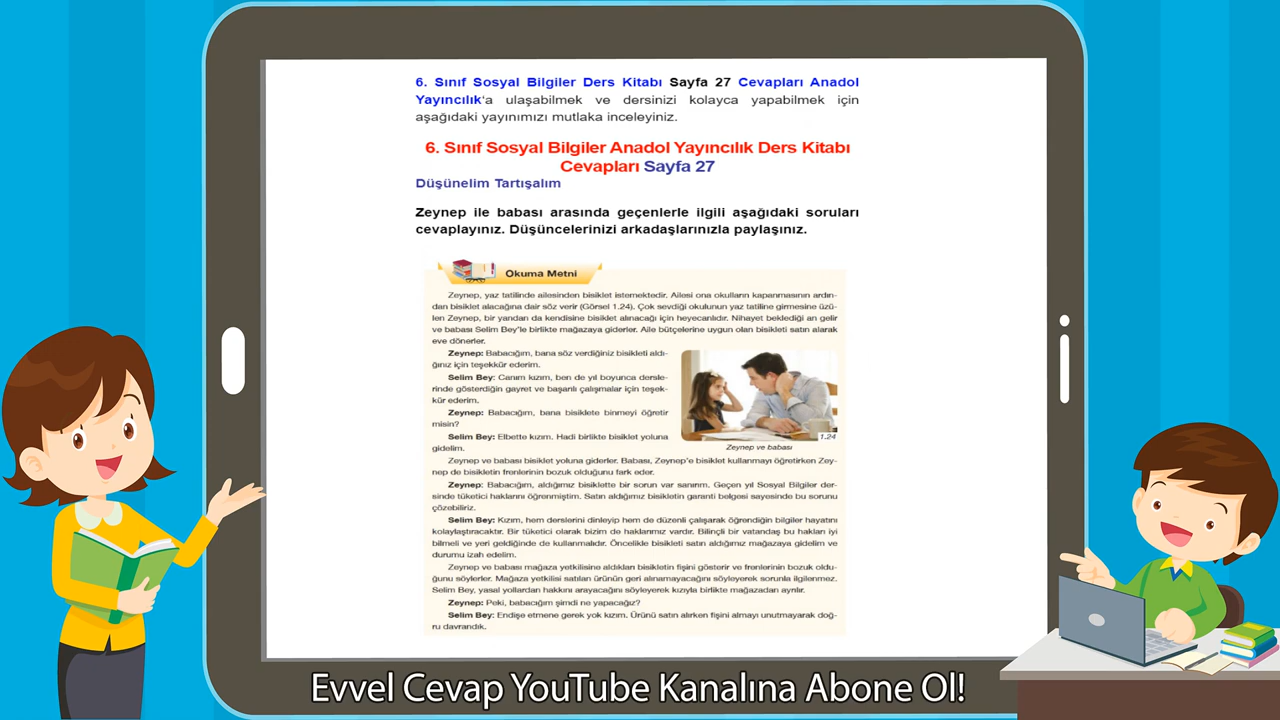 6. Sınıf Sosyal Bilgiler Ders Kitabı Sayfa 27 Cevapları Anadol
Yayıncılık'a ulaşabilmek ve dersinizi kolayca yapabilmek için
aşağıdaki yayınımızı mutlaka inceleyiniz.
6. Sınıf Sosyal Bilgiler Anadol Yayıncılık Ders Kitabı
Cevapları Sayfa 27
Düşünelim Tartışalım
Zeynep ile babası arasında geçenlerle ilgili aşağıdaki soruları
cevaplayınız. Düşüncelerinizi arkadaşlarınızla paylaşınız.
Okuma Metni
Zeynep, yaz tatilinde ailesinden bisiklet istemektedir. Ailesi ona okulların kapanmasının ardın-
dan bisiklet alacağına dair söz verir (Görsel 1.24). Çok sevdiği okulunun yaz tatiline girmesine üzü-
len Zeynep, bir yandan da kendisine bisiklet alınacağı için heyecanlıdır. Nihayet beklediği an gelir
ve babası Selim Bey'le birlikte mağazaya giderler. Aile bütçelerine uygun olan bisikleti satın alarak
eve dönerler.
Zeynep: Babacığım, bana söz verdiğiniz bisikleti aldı-
ğınız için teşekkür ederim.
Selim Bey: Canım kızım, ben de yıl boyunca dersle-
rinde gösterdiğin gayret ve başarılı çalışmalar için teşek-
kür ederim.
Zeynep: Babacığım, bana bisiklete binmeyi öğretir
misin?
Selim Bey: Elbette kızım. Hadi birlikte bisiklet yoluna
gidelim.
1.24
Zeynep ve babası
Zeynep ve babası bisiklet yoluna giderler. Babası, Zeynep'e bisiklet kullanmayı öğretirken Zey-
nep de bisikletin frenlerinin bozuk olduğunu fark eder.
Zeynep: Babacığım, aldığımız bisiklette bir sorun var sanırım. Geçen yıl Sosyal Bilgiler der-
sinde tüketici haklarını öğrenmiştim. Satın aldığımız bisikletin garanti belgesi sayesinde bu sorunu
çözebiliriz.
Selim Bey: Kızım, hem derslerini dinleyip hem de düzenli çalışarak öğrendiğin bilgiler hayatını
kolaylaştıracaktır. Bir tüketici olarak bizim de haklarımız vardır. Bilinçli bir vatandaş bu hakları iyi
bilmeli ve yeri geldiğinde de kullanmalıdır. Öncelikle bisikleti satın aldığımız mağazaya gidelim ve
durumu izah edelim.
Zeynep ve babası mağaza yetkilisine aldıkları bisikletin fişini gösterir ve frenlerinin bozuk oldu-
ğunu söylerler. Mağaza yetkilisi satılan ürünün geri alınamayacağını söyleyerek sorunla ilgilenmez.
Selim Bey, yasal yollardan hakkını arayacağını söyleyerek kızıyla birlikte mağazadan ayrılır.
Zeynep: Peki, babacığım şimdi ne yapacağız?
Selim Bey: Endişe etmene gerek yok kızım. Ürünü satın alırken fişini almayı unutmayarak doğ-
ru davrandık.
Evvel Cevap YouTube Kanalına Abone Ol!